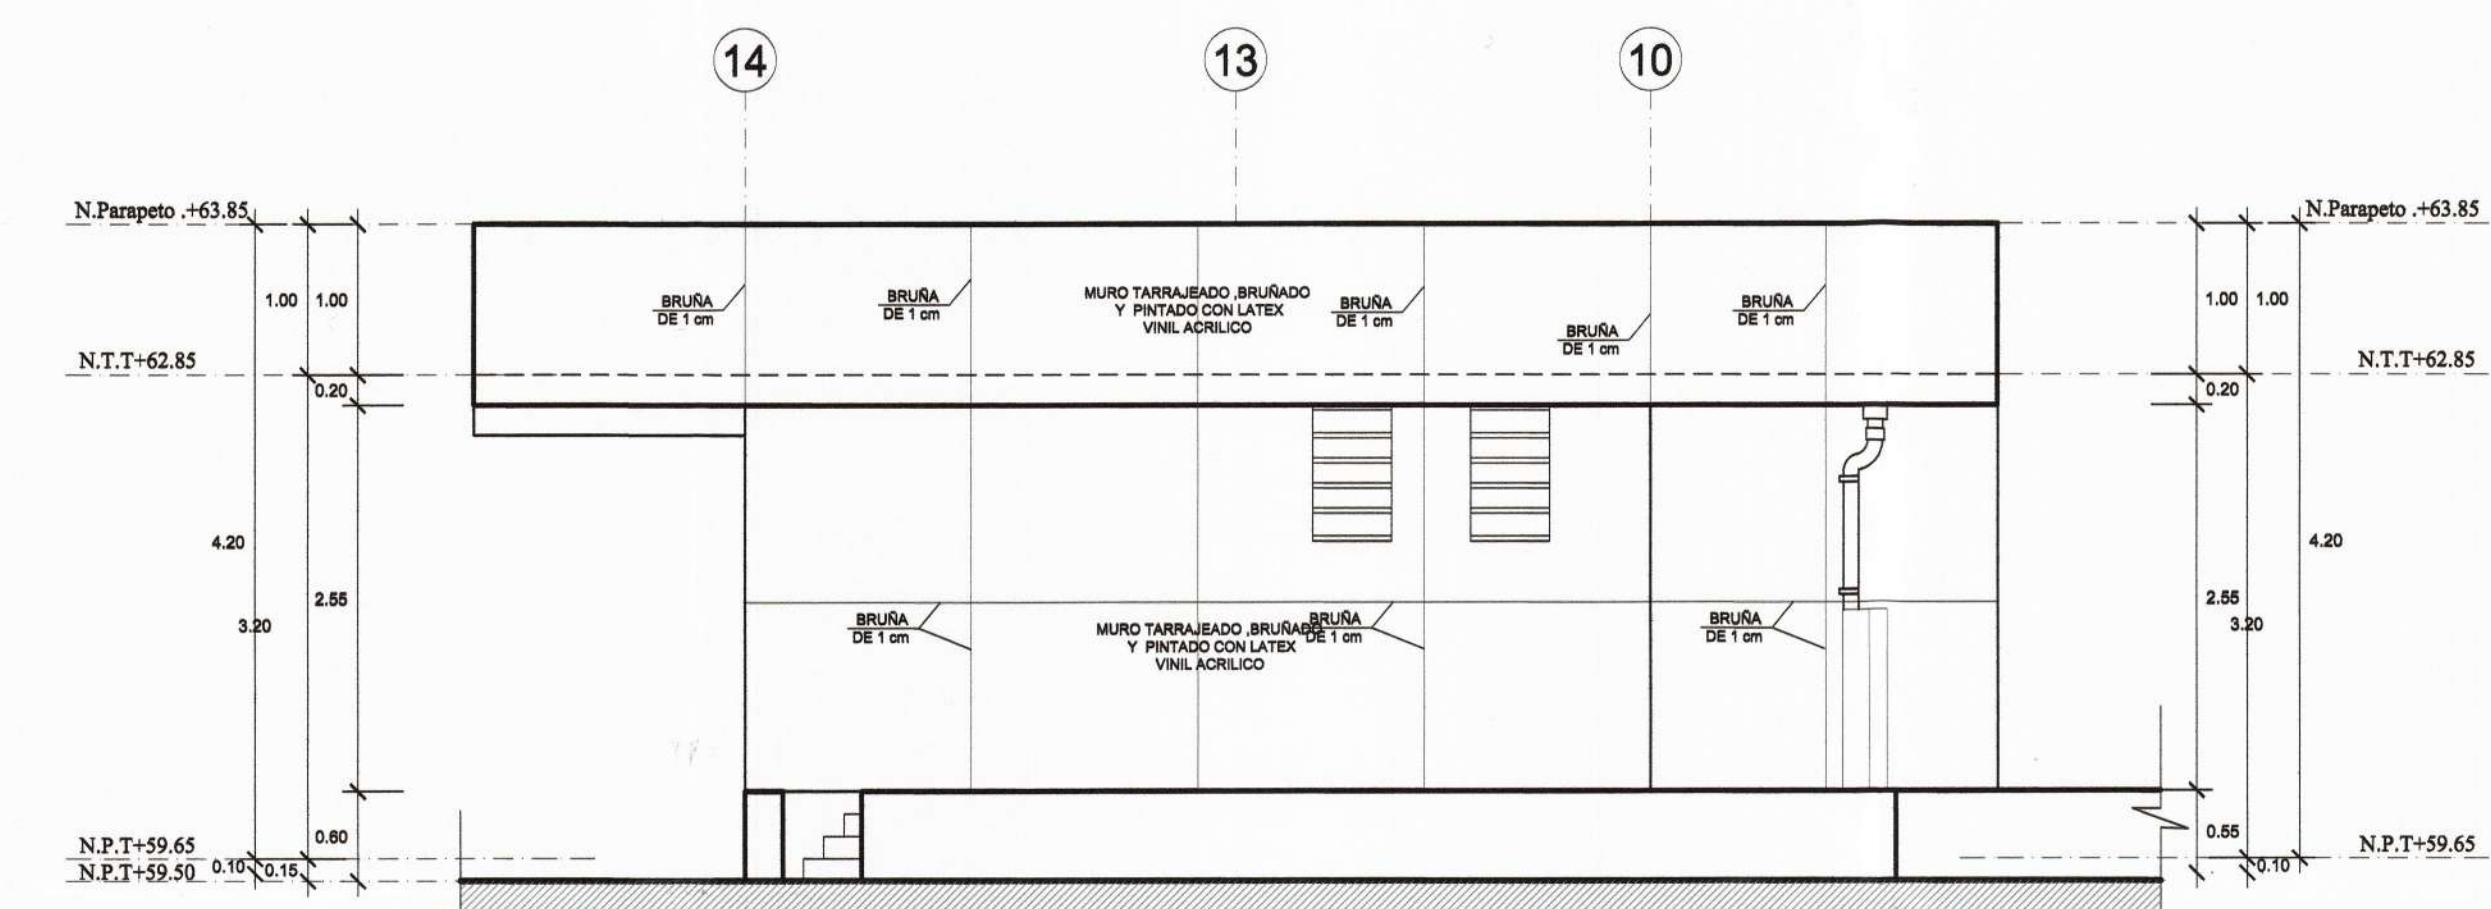 14
13
10
N.Parapeto .+63.85
N.Parapeto .+63.85
1.00
1.00
BRUÑA
DE 1 cm
BRUÑA
DE 1 cm
MURO TARRAJEADO ,BRUÑADO
Y PINTADO CON LATEX
VINIL ACRILICO
BRUÑA
DE 1 cm
BRUÑA
DE 1 cm
BRUÑA
DE 1 cm
1.00
1.00
N.T.T+62.85
N.T.T+62.85
0.20
0.20
4.20
4.20
2.55
3.20
2.55
3.20
BRUÑA
DE 1 cm
MURO TARRAJEADO ,BRUÑADO
Y PINTADO CON LATEX
VINIL ACRILICO
BRUÑA
DE 1 cm
BRUÑA
DE 1 cm
0.60
0.55
N.P.T+59.65
N.P.T+59.65
N.P.T+59.50
0.10
0.15
0.10